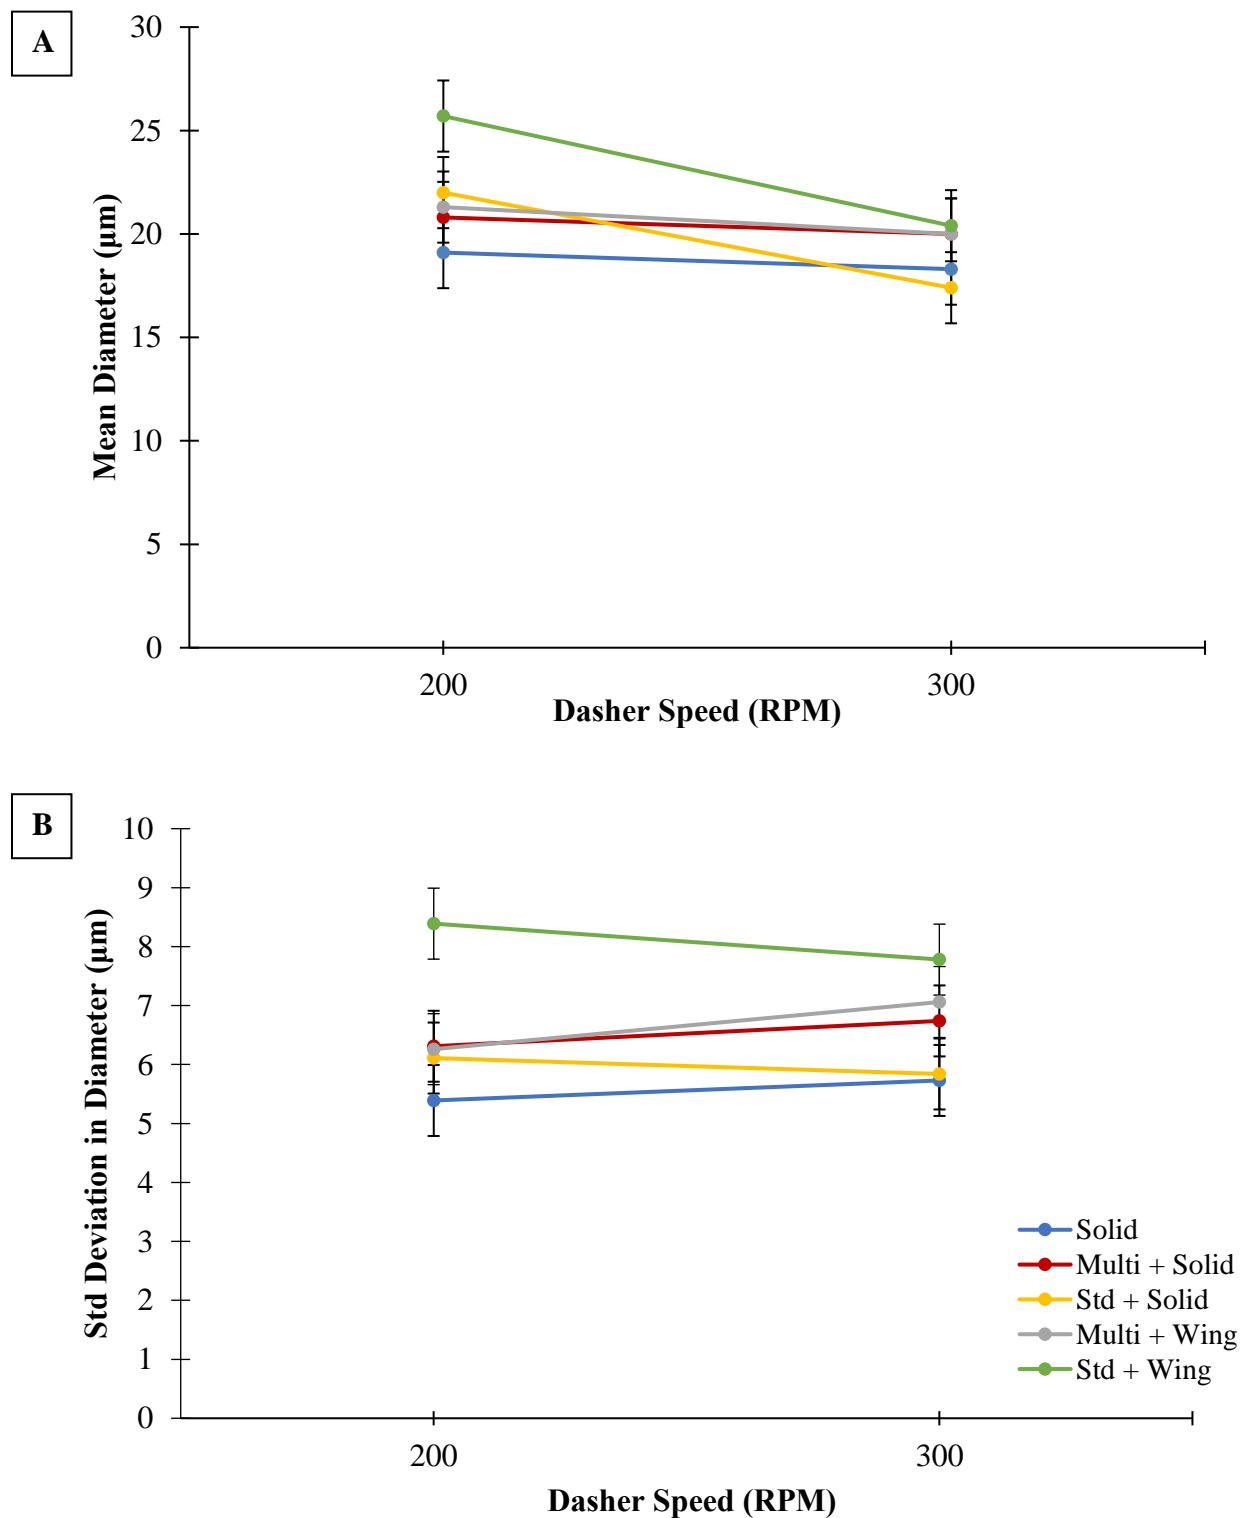 A
30
25
20
15
10
5
0
Mean Diameter (µm)
200 300
Dasher Speed (RPM)
B
10
9
8
7
6
5
4
3
2
1
0
Std Deviation in Diameter (µm)
Solid
Multi + Solid
Std + Solid
Multi + Wing
Std + Wing
200 300
Dasher Speed (RPM)